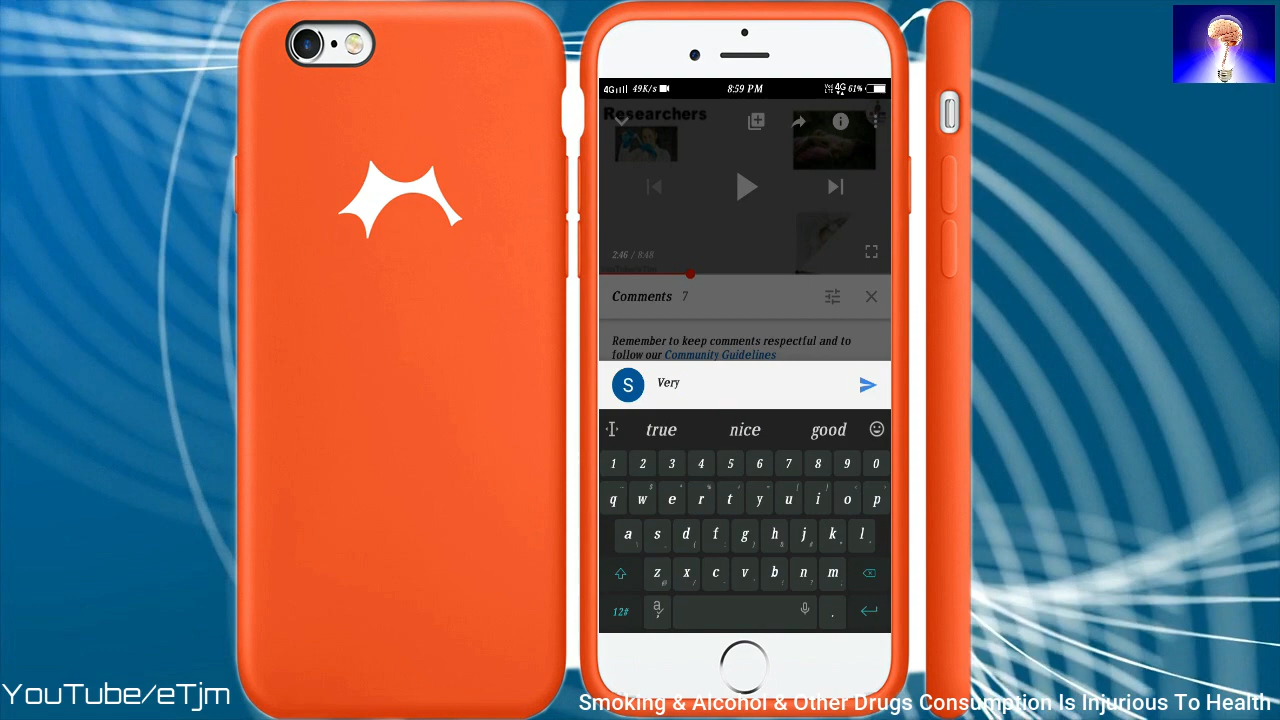 4G 49K/s 8:59 PM 4G 61%
Researchers
2:46 / 8:48
Comments 7
Remember to keep comments respectful and to
follow our Community Guidelines
S Very
true nice good
1 2 3 4 5 6 7 8 9 0
q w e r t y u i o p
a s d f g h j k l
z x c v b n m
12# .
YouTube/eTjm
Smoking & Alcohol & Other Drugs Consumption Is Injurious To Health